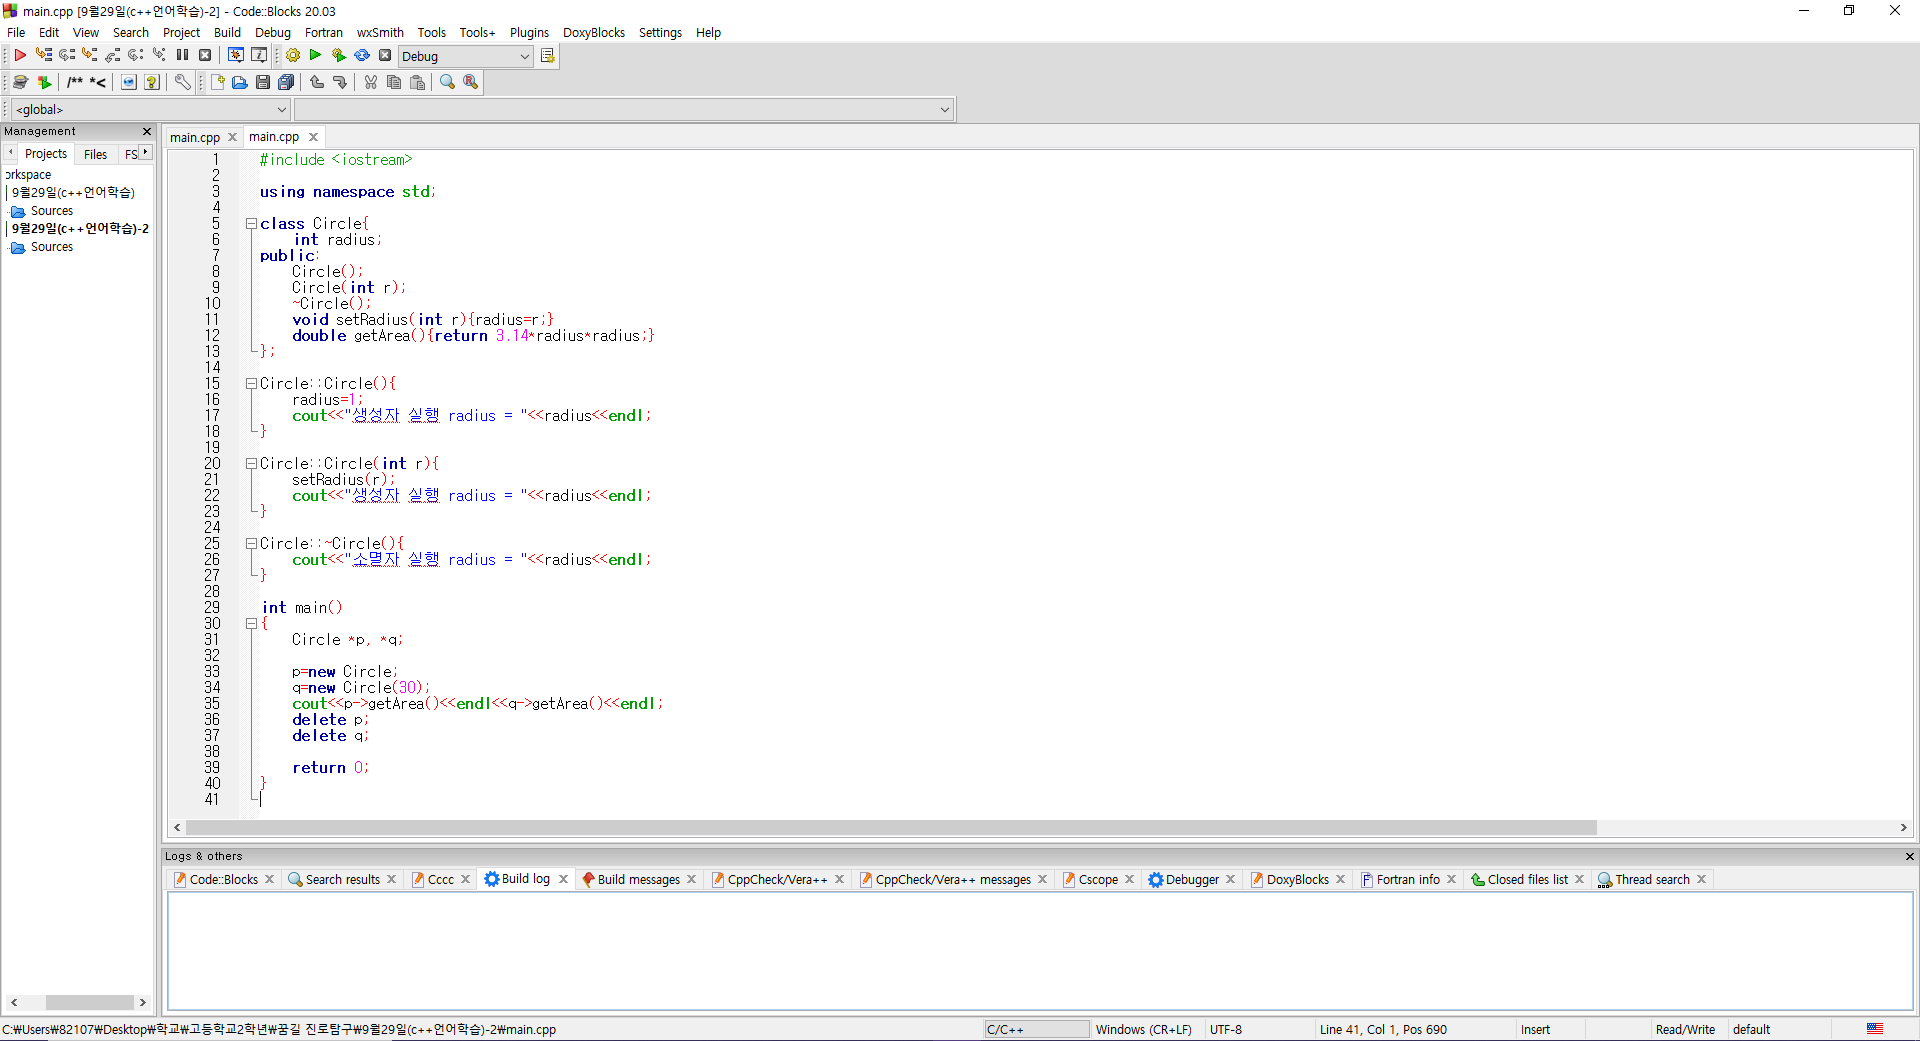 main.cpp [9월29일(c++언어학습)-2] - Code::Blocks 20.03
File Edit View Search Project Build Debug Fortran wxSmith Tools Tools+ Plugins DoxyBlocks Settings Help
Debug
/** *<
<global>
Management
Projects Files FS
orkspace
9월29일(c++언어학습)
Sources
9월29일(c++언어학습)-2
Sources
main.cpp main.cpp
1 #include <iostream>
2
3 using namespace std;
4
5 class Circle{
6 int radius;
7 public:
8 Circle();
9 Circle(int r);
10 ~Circle();
11 void setRadius(int r){radius=r;}
12 double getArea(){return 3.14*radius*radius;}
13 };
14
15 Circle::Circle(){
16 radius=1;
17 cout<<"생성자 실행 radius = "<<radius<<endl;
18 }
19
20 Circle::Circle(int r){
21 setRadius(r);
22 cout<<"생성자 실행 radius = "<<radius<<endl;
23 }
24
25 Circle::~Circle(){
26 cout<<"소멸자 실행 radius = "<<radius<<endl;
27 }
28
29 int main()
30 {
31 Circle *p, *q;
32
33 p=new Circle;
34 q=new Circle(30);
35 cout<<p->getArea()<<endl<<q->getArea()<<endl;
36 delete p;
37 delete q;
38
39 return 0;
40 }
41
Logs & others
Code::Blocks Search results Cccc Build log Build messages CppCheck/Vera++ CppCheck/Vera++ messages Cscope Debugger DoxyBlocks Fortran info Closed files list Thread search
C:₩Users₩82107₩Desktop₩학교₩고등학교2학년₩꿈길 진로탐구₩9월29일(c++언어학습)-2₩main.cpp C/C++ Windows (CR+LF) UTF-8 Line 41, Col 1, Pos 690 Insert Read/Write default